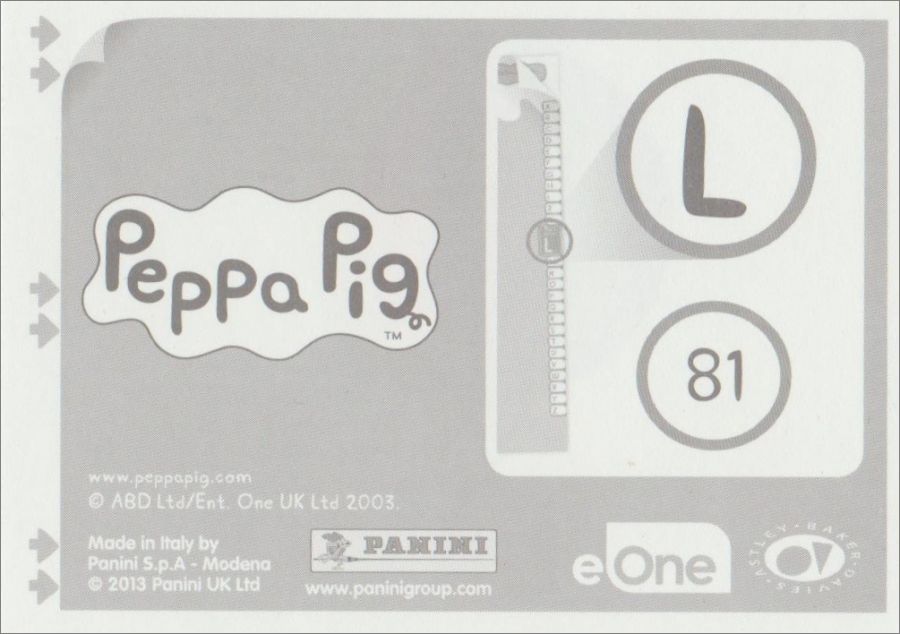 Peppa Pig
TM
L
81
www.peppapig.com
© ABD Ltd/Ent. One UK Ltd 2003.
Made in Italy by
Panini S.p.A - Modena
© 2013 Panini UK Ltd
PANINI
www.paninigroup.com
eOne
ASTLEY·BAKER·DAVIES